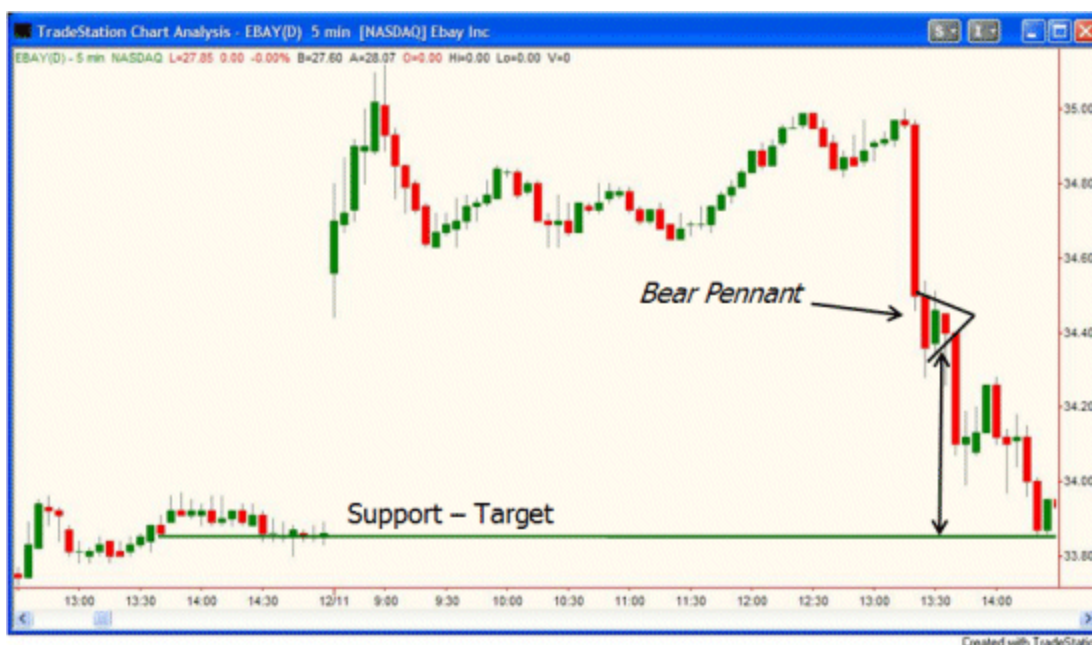 TradeStation Chart Analysis - EBAY(D) 5 min [NASDAQ] Ebay Inc
EBAY(D) - 5 min NASDAQ L=27.85 0.00 -0.00% B=27.60 A=28.07 O=0.00 Hi=0.00 Lo=0.00 V=0
35.00
34.80
34.60
Bear Pennant
34.40
34.20
34.00
Support – Target
33.80
13:00 13:30 14:00 14:30 12/11 9:00 9:30 10:00 10:30 11:00 11:30 12:00 12:30 13:00 13:30 14:00
Created with TradeStatio